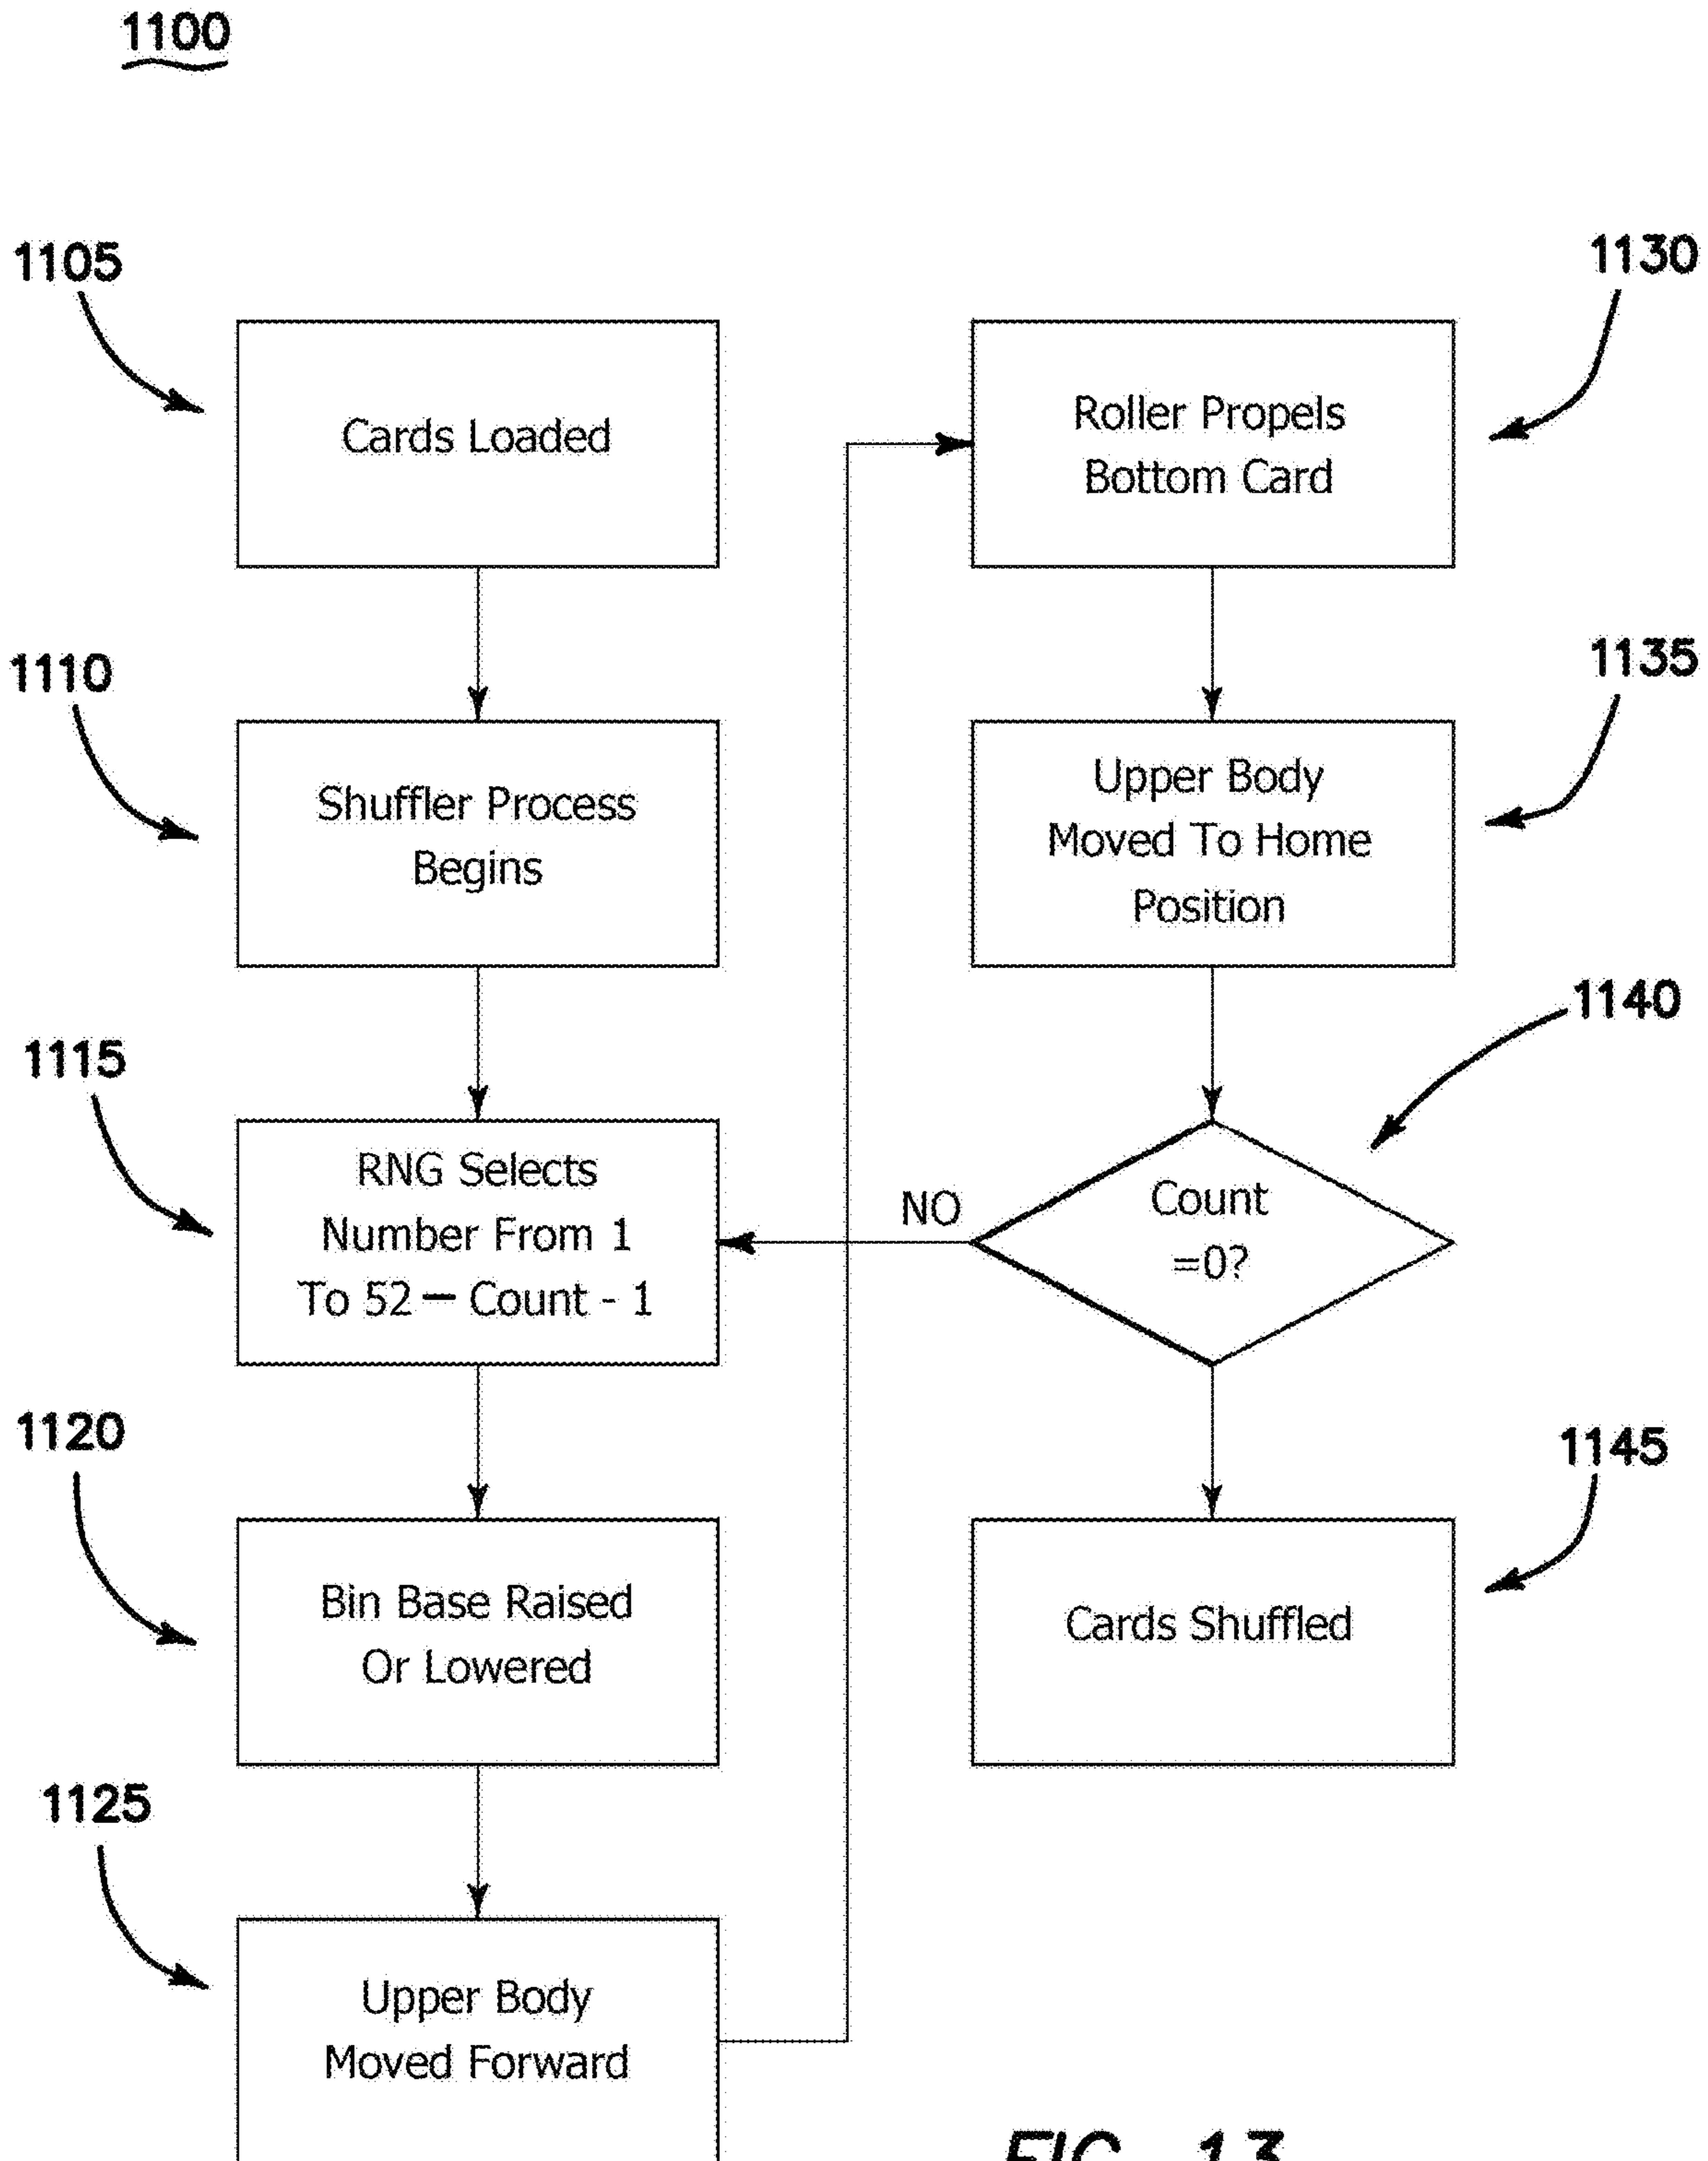 1100
1105
Cards Loaded
1110
Shuffler Process
Begins
1115
RNG Selects
Number From 1
To 52 — Count - 1
1120
Bin Base Raised
Or Lowered
1125
Upper Body
Moved Forward
1130
Roller Propels
Bottom Card
1135
Upper Body
Moved To Home
Position
1140
Count
=0?
NO
1145
Cards Shuffled
FIG. 13